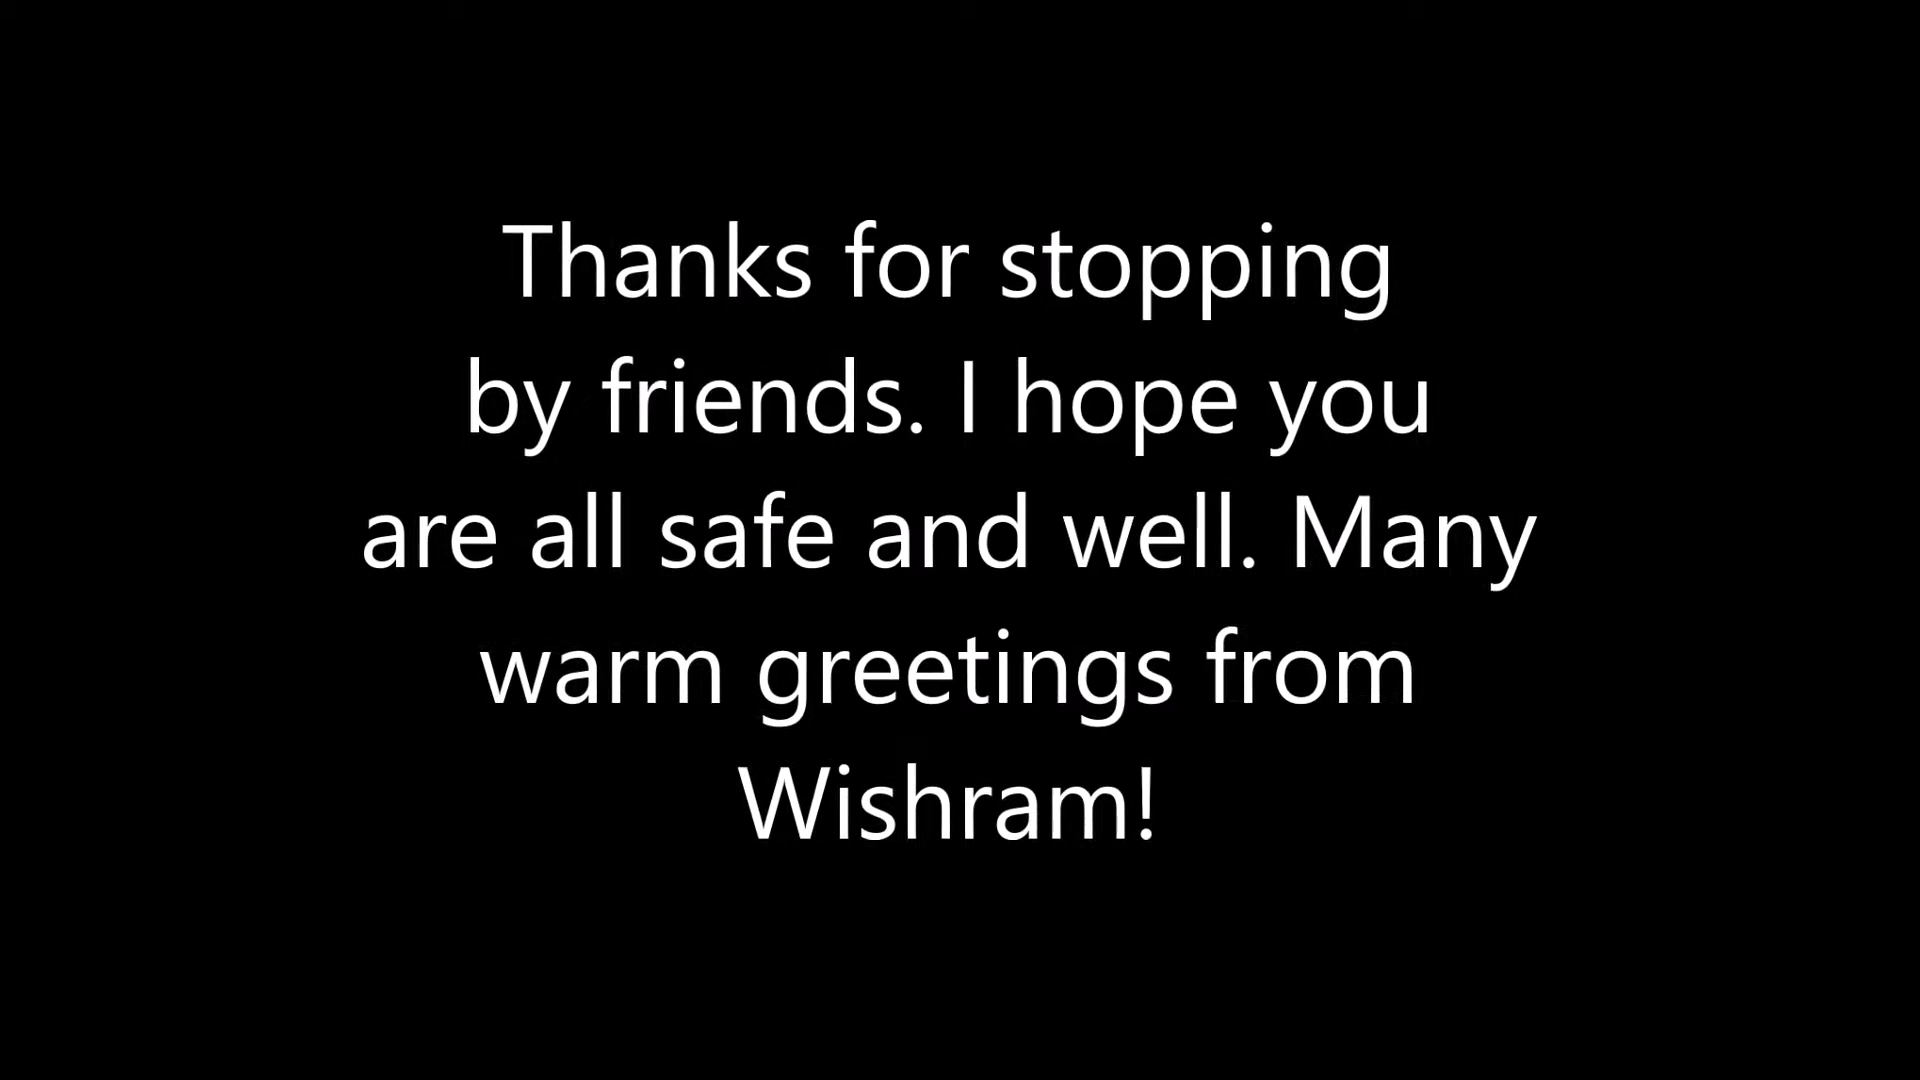 Thanks for stopping
by friends. I hope you
are all safe and well. Many
warm greetings from
Wishram!